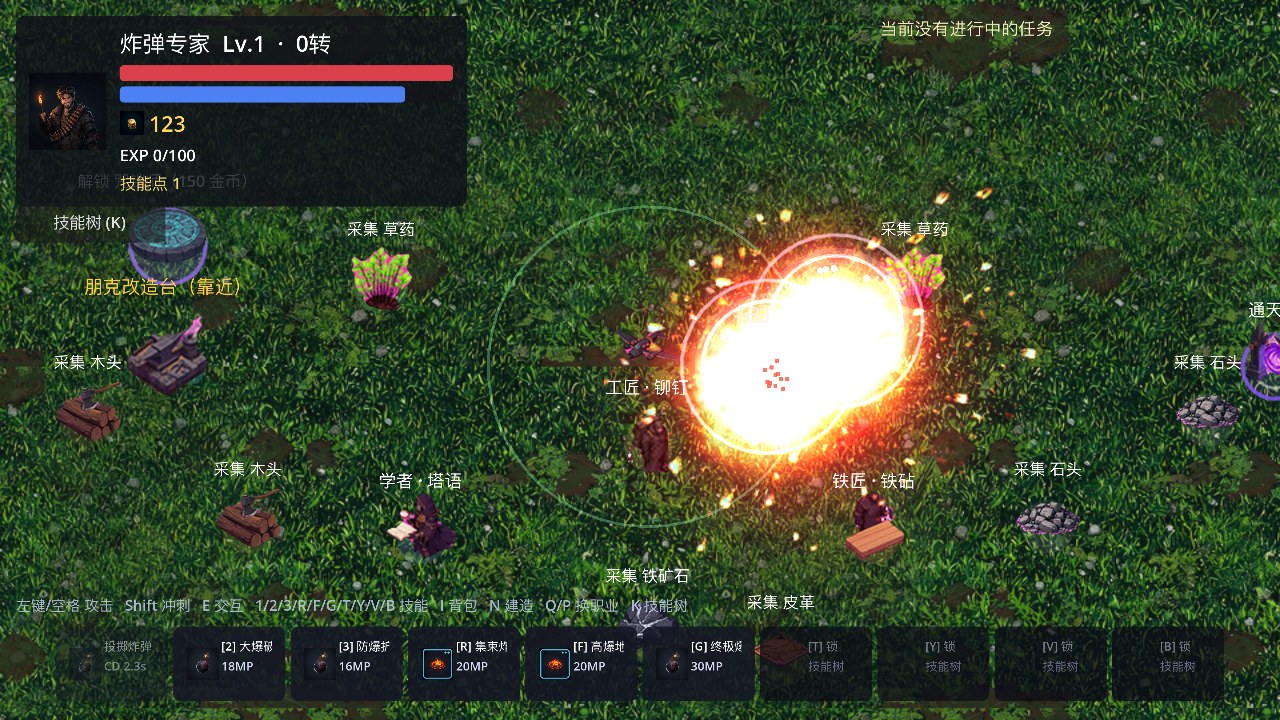 炸弹专家 Lv.1 · 0转
当前没有进行中的任务
123
EXP 0/100
技能点 1
解锁 150 金币）
技能树 (K)
采集 草药
采集 草药
朋克改造台（靠近）
通天
采集 木头
采集 石头
工匠 · 铆钉
采集 木头
学者 · 塔语
铁匠 · 铁砧
采集 石头
采集 铁矿石
采集 皮革
左键/空格 攻击 Shift 冲刺 E 交互 1/2/3/R/F/G/T/Y/V/B 技能 I 背包 N 建造 Q/P 换职业 K 技能树
投掷炸弹
CD 2.3s
[2] 大爆
18MP
[3] 防爆
16MP
[R] 集束
20MP
[F] 高爆
20MP
[G] 终极
30MP
[T] 锁
技能树
[Y] 锁
技能树
[V] 锁
技能树
[B] 锁
技能树